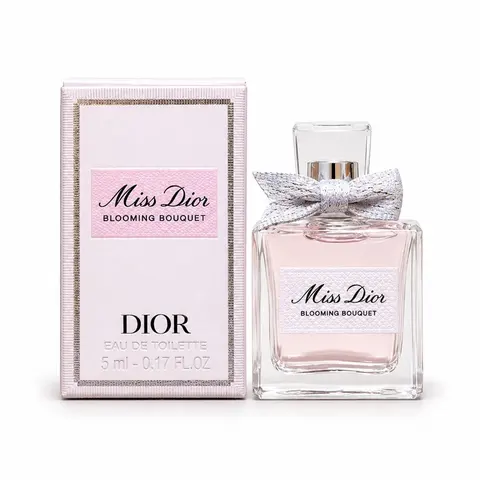 Miss Dior
BLOOMING BOUQUET
DIOR
EAU DE TOILETTE
5 ml - 0.17 FL.OZ
Miss Dior
BLOOMING BOUQUET